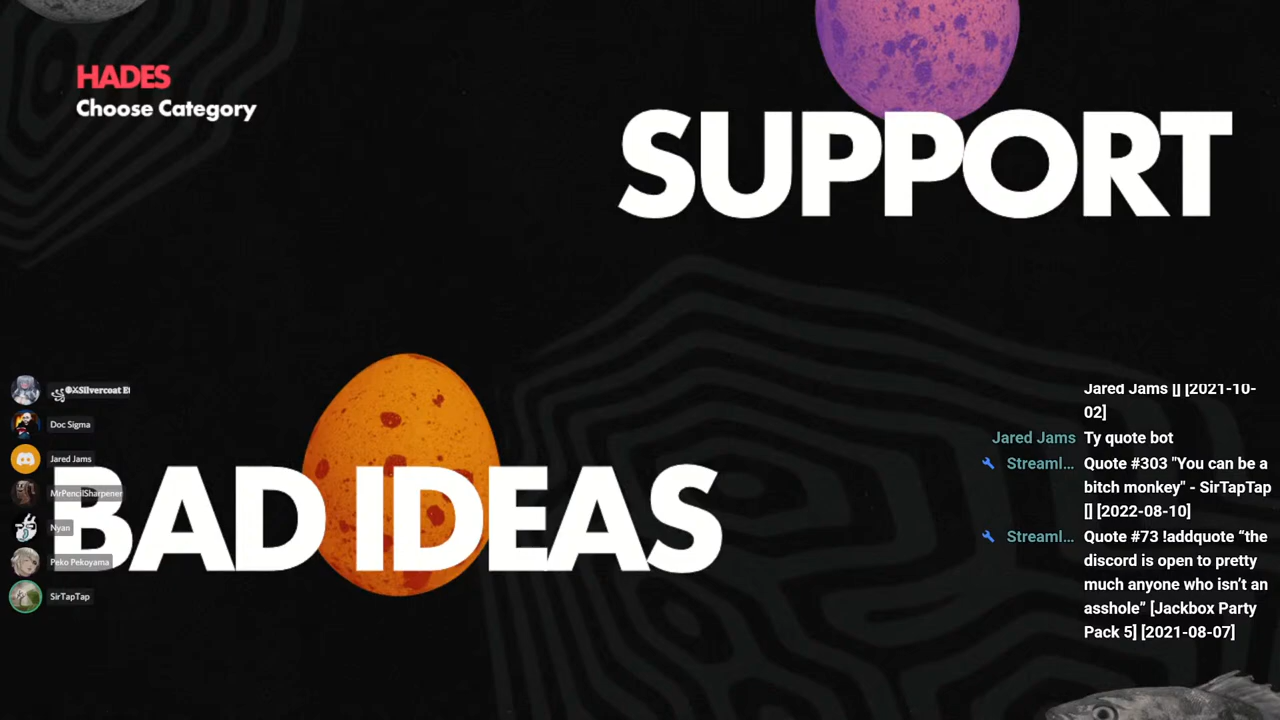 HADES
Choose Category
SUPPORT
BAD IDEAS
Doc Sigma
Jared Jams
MrPencilSharpener
Nyan
Peko Pekoyama
SirTapTap
Jared Jams [] [2021-10-
02]
Jared Jams Ty quote bot
Streaml... Quote #303 "You can be a
bitch monkey" - SirTapTap
[] [2022-08-10]
Streaml... Quote #73 !addquote “the
discord is open to pretty
much anyone who isn’t an
asshole” [Jackbox Party
Pack 5] [2021-08-07]